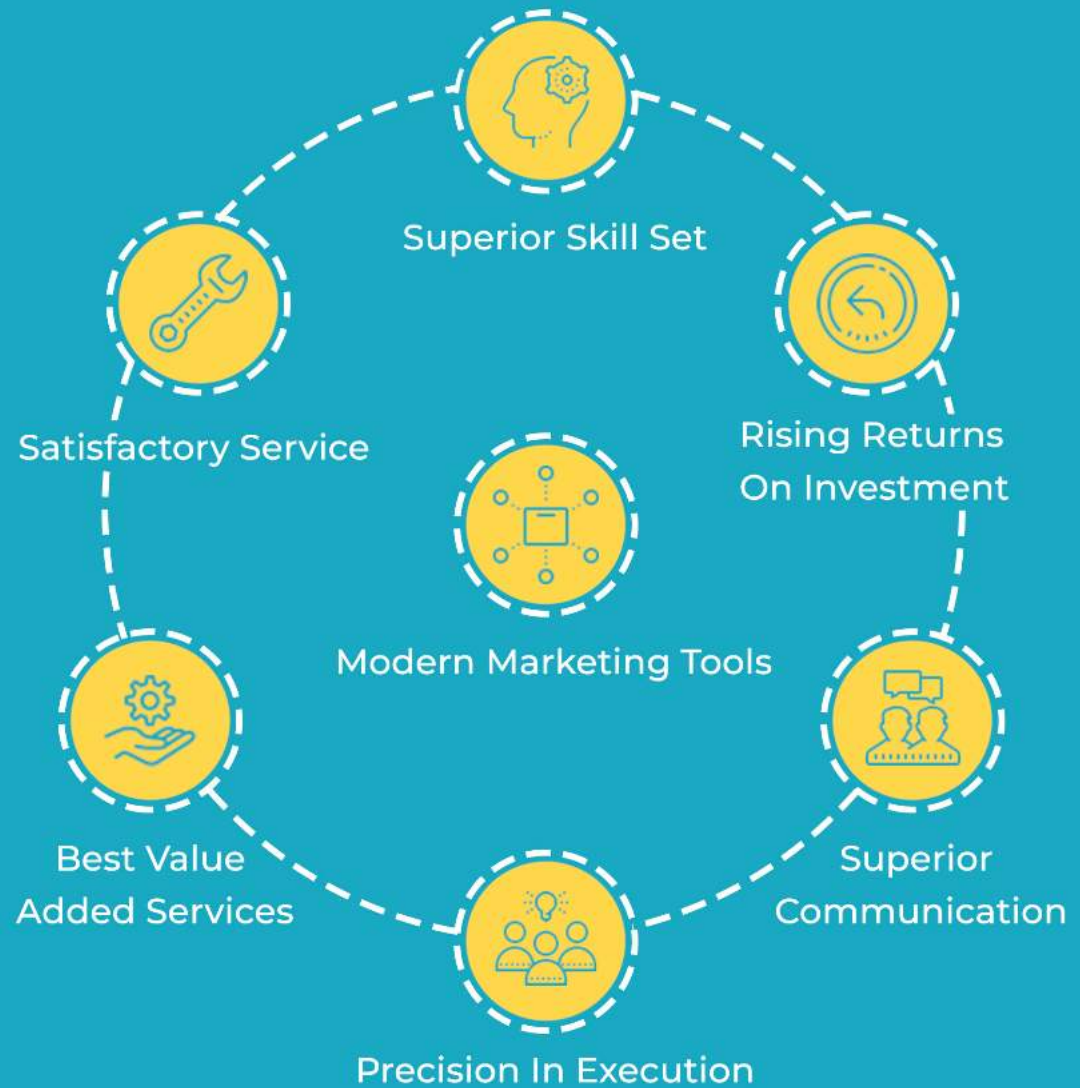 Superior Skill Set
Satisfactory Service
Rising Returns
On Investment
Modern Marketing Tools
Best Value
Added Services
Superior
Communication
Precision In Execution